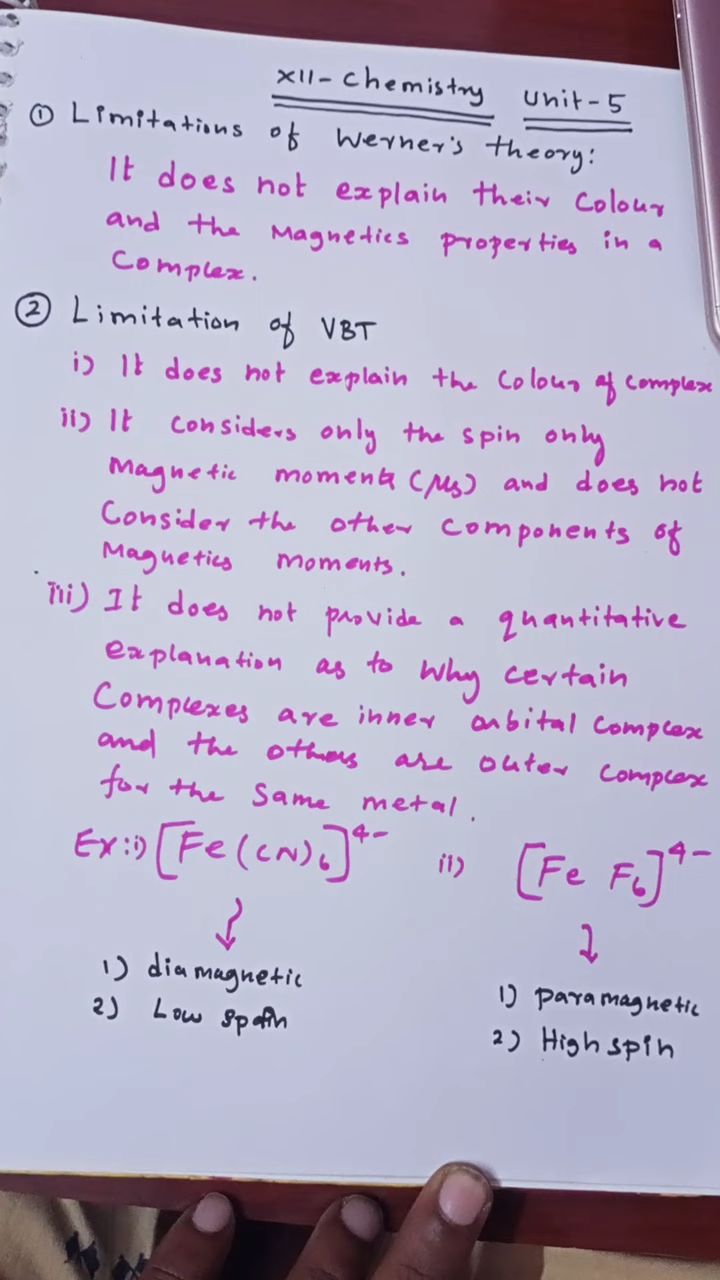 XII - Chemistry Unit - 5
① Limitations of Werner's theory:
It does not explain their Colour
and the Magnetics properties in a
Complex.
② Limitation of VBT
i) It does not explain the Colour of Complex
ii) It considers only the spin only
Magnetic moment (μs) and does not
Consider the other components of
Magnetics moments.
iii) It does not provide a quantitative
explanation as to why certain
Complexes are inner orbital Complex
and the others are outer complex
for the same metal.
Ex: i) [Fe(CN)6]4- ii) [Fe F6]4-
1) diamagnetic 1) paramagnetic
2) Low spin 2) High spin